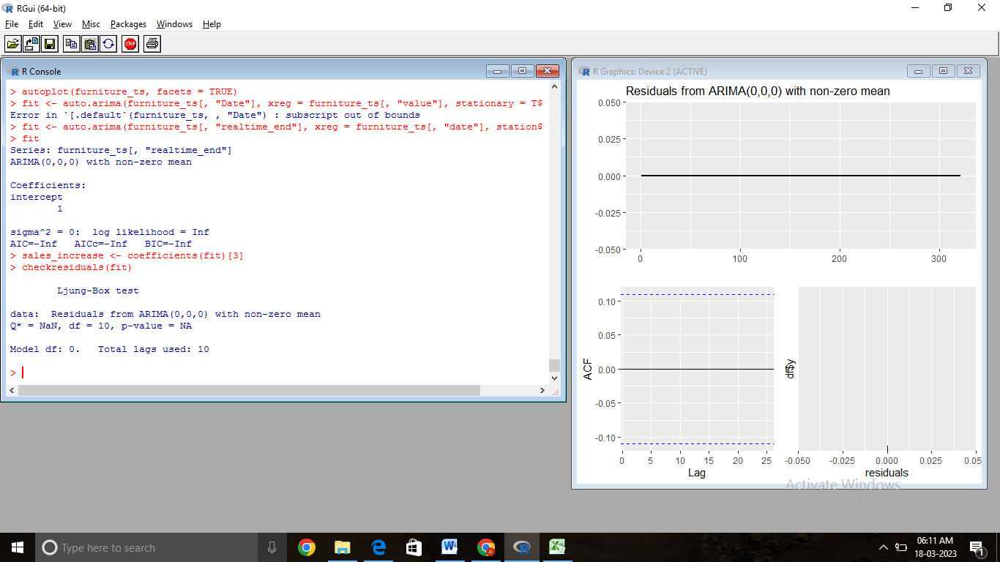 RGui (64-bit)
File Edit View Misc Packages Windows Help
STOP
R Console
> autoplot(furniture_ts, facets = TRUE)
> fit <- auto.arima(furniture_ts[, "Date"], xreg = furniture_ts[, "value"], stationary = T$
Error in `[.default`(furniture_ts, , "Date") : subscript out of bounds
> fit <- auto.arima(furniture_ts[, "realtime_end"], xreg = furniture_ts[, "date"], station$
> fit
Series: furniture_ts[, "realtime_end"]
ARIMA(0,0,0) with non-zero mean
Coefficients:
intercept
1
sigma^2 = 0: log likelihood = Inf
AIC=-Inf AICc=-Inf BIC=-Inf
> sales_increase <- coefficients(fit)[3]
> checkresiduals(fit)
Ljung-Box test
data: Residuals from ARIMA(0,0,0) with non-zero mean
Q* = NaN, df = 10, p-value = NA
Model df: 0. Total lags used: 10
>
R Graphics: Device 2 (ACTIVE)
Residuals from ARIMA(0,0,0) with non-zero mean
0.050
0.025
0.000
-0.025
-0.050
0 100 200 300
0.10
0.05
0.00
-0.05
-0.10
ACF
0 5 10 15 20 25
Lag
df$y
-0.050 -0.025 0.000 0.025 0.05
residuals
Activate Windows
Type here to search
06:11 AM
18-03-2023
1